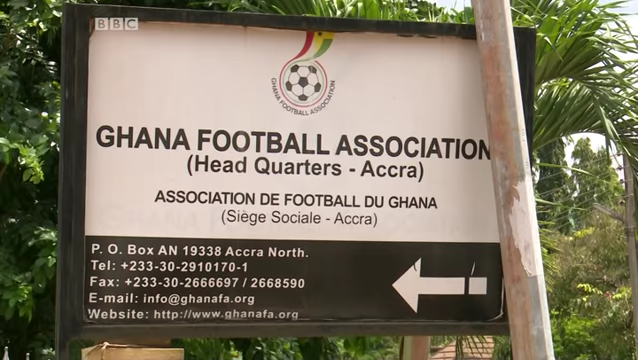 BBC
GHANA FOOTBALL ASSOCIATION
GHANA FOOTBALL ASSOCIATION
(Head Quarters - Accra)
ASSOCIATION DE FOOTBALL DU GHANA
(Siège Sociale - Accra)
P. O. Box AN 19338 Accra North.
Tel: +233-30-2910170-1
Fax: +233-30-2666697 / 2668590
E-mail: info@ghanafa.org
Website: http://www.ghanafa.org